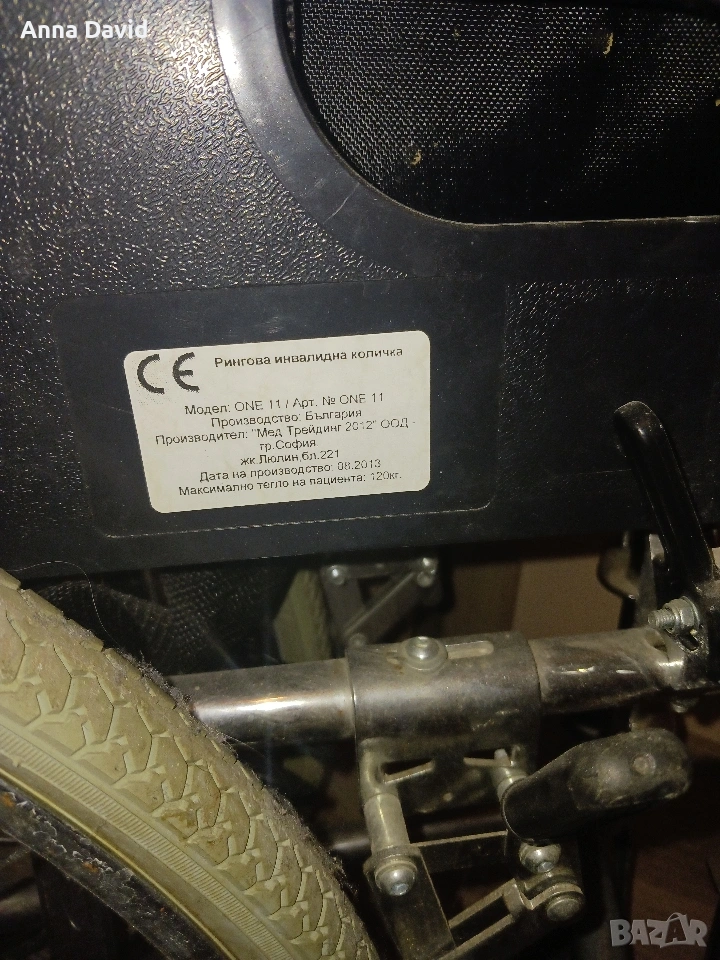 Anna David
CE Рингова инвалидна количка
Модел: ONE 11 / Арт. № ONE 11
Производство: България
Производител: "Мед Трейдинг 2012" ООД -
гр.София
жк.Люлин,бл.221
Дата на производство: 08.2013
Максимално тегло на пациента: 120кг.
BAZAR